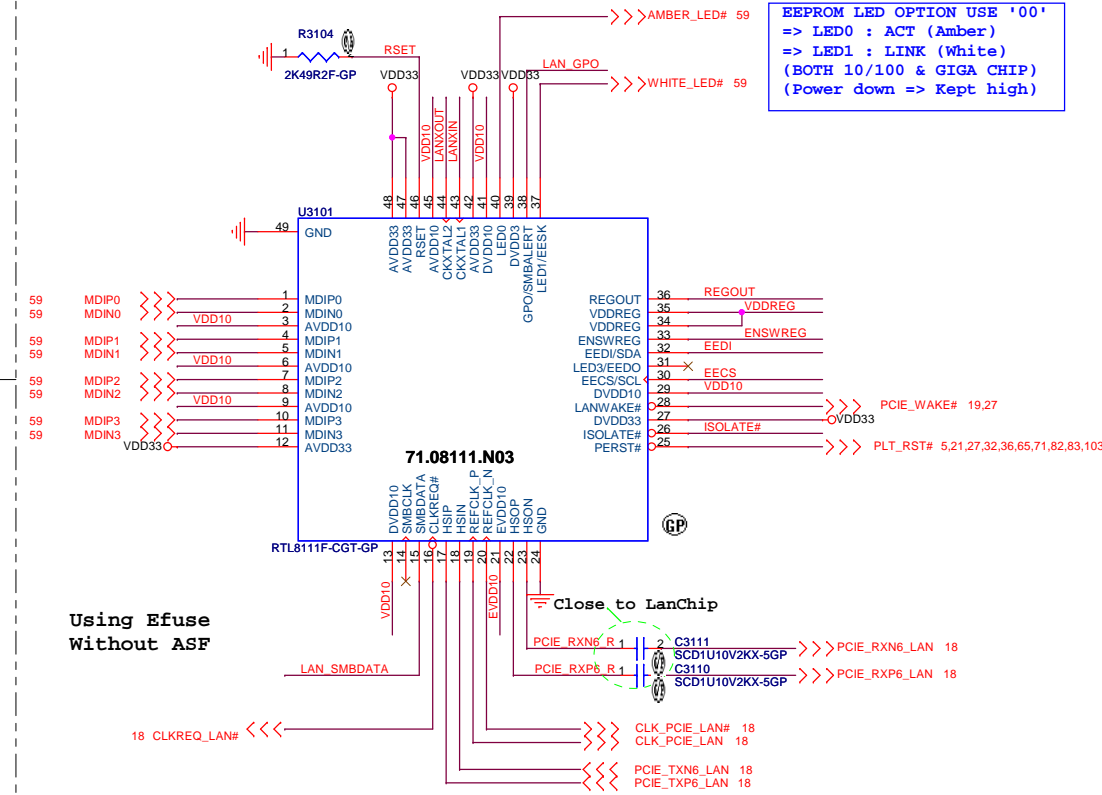 AMBER_LED# 59
EEPROM LED OPTION USE '00'
=> LED0 : ACT (Amber)
=> LED1 : LINK (White)
(BOTH 10/100 & GIGA CHIP)
(Power down => Kept high)
R3104
1
2
RSET
2K49R2F-GP
VDD33
VDD33
VDD33
LAN_GPO
WHITE_LED# 59
VDD10
LANXOUT
LANXIN
VDD10
48
47
46
45
44
43
42
41
40
39
38
37
U3101
49
GND
AVDD33
AVDD33
RSET
AVDD10
CKXTAL2
CKXTAL1
AVDD33
DVDD10
LED0
DVDD3
GPO/SMBALERT
LED1/EESK
59 MDIP0 1 MDIP0
59 MDIN0 2 MDIN0
VDD10 3 AVDD10
59 MDIP1 4 MDIP1
59 MDIN1 5 MDIN1
VDD10 6 AVDD10
59 MDIP2 7 MDIP2
59 MDIN2 8 MDIN2
VDD10 9 AVDD10
59 MDIP3 10 MDIP3
59 MDIN3 11 MDIN3
VDD33 12 AVDD33
REGOUT 36 REGOUT
VDDREG 35 VDDREG
VDDREG 34
ENSWREG 33 ENSWREG
EEDI/SDA 32 EEDI
LED3/EEDO 31
EECS/SCL 30 EECS
DVDD10 29 VDD10
LANWAKE# 28 PCIE_WAKE# 19,27
DVDD33 27 VDD33
ISOLATE# 26 ISOLATE#
PERST# 25 PLT_RST# 5,21,27,32,36,65,71,82,83,103
71.08111.N03
DVDD10
SMBCLK
SMBDATA
CLKREQ#
HSIP
HSIN
REFCLK_P
REFCLK_N
EVDD10
HSOP
HSON
GND
GP
RTL8111F-CGT-GP
13
14
15
16
17
18
19
20
21
22
23
24
VDD10
EVDD10
Close to LanChip
Using Efuse
Without ASF
PCIE_RXN6_R 1 2 C3111
SCD1U10V2KX-5GP
PCIE_RXN6_LAN 18
PCIE_RXP6_R 1 C3110
SCD1U10V2KX-5GP
PCIE_RXP6_LAN 18
LAN_SMBDATA
18 CLKREQ_LAN#
CLK_PCIE_LAN# 18
CLK_PCIE_LAN 18
PCIE_TXN6_LAN 18
PCIE_TXP6_LAN 18